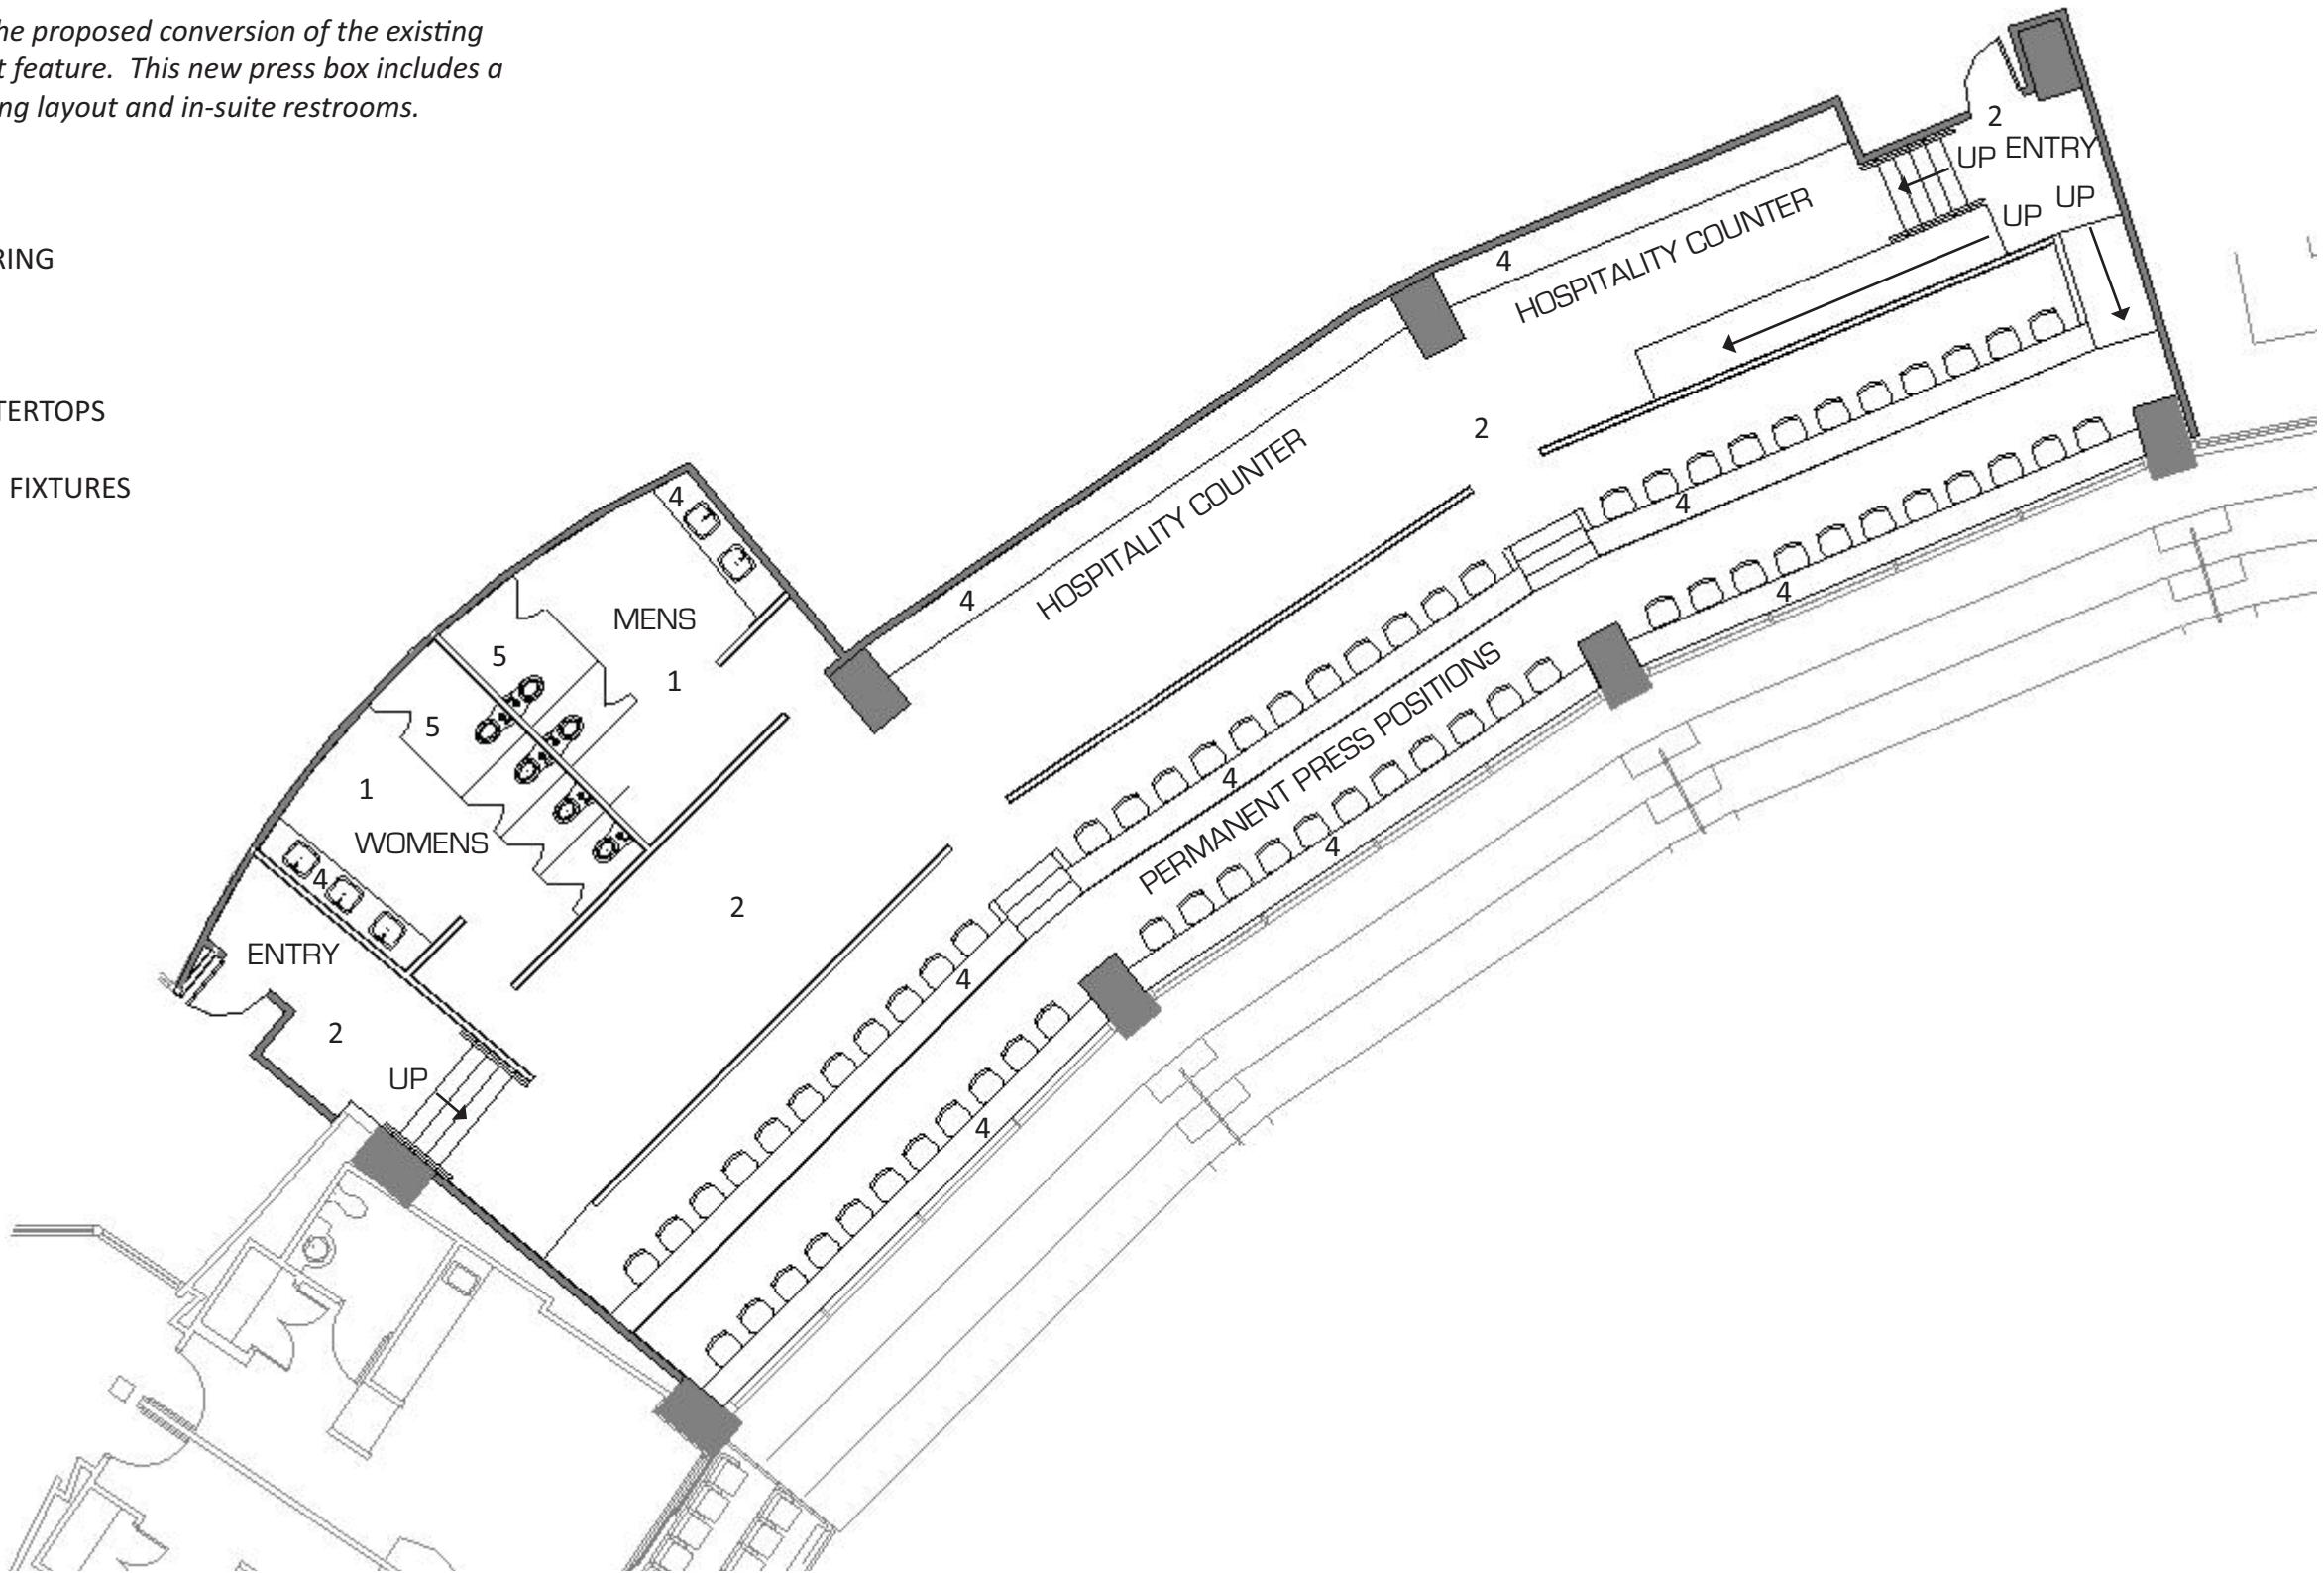 he proposed conversion of the existing
t feature.  This new press box includes a
ng layout and in-suite restrooms.
2
UP ENTRY
UP UP
RING
4
HOSPITALITY COUNTER
TERTOPS
2
HOSPITALITY COUNTER
FIXTURES
4
4
4
4
MENS
5
1
PERMANENT PRESS POSITIONS
5
4
1
WOMENS
4
4
2
ENTRY
4
2
UP
4